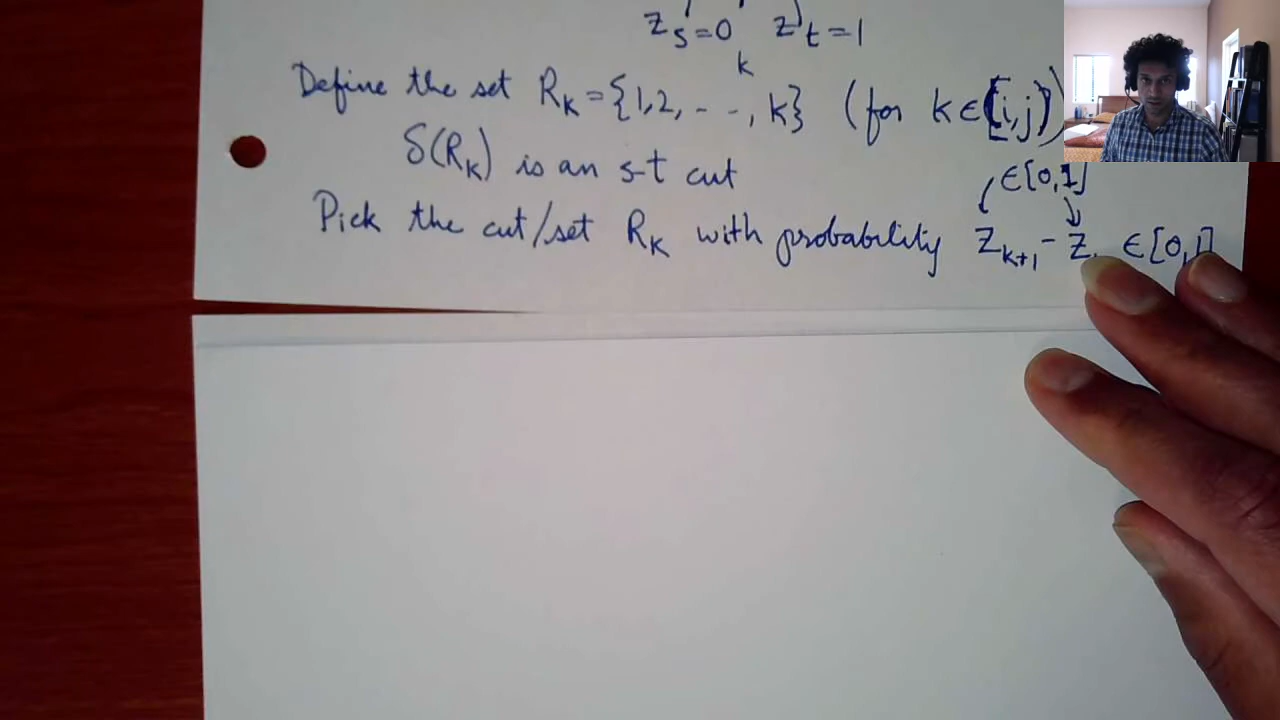 z_s=0 z_t=1
k
Define the set R_k={1,2,--,k} (for k∈[i,j))
δ(R_k) is an s-t cut
∈[0,1]
Pick the cut/set R_k with probability z_{k+1}-z ∈[0,1]